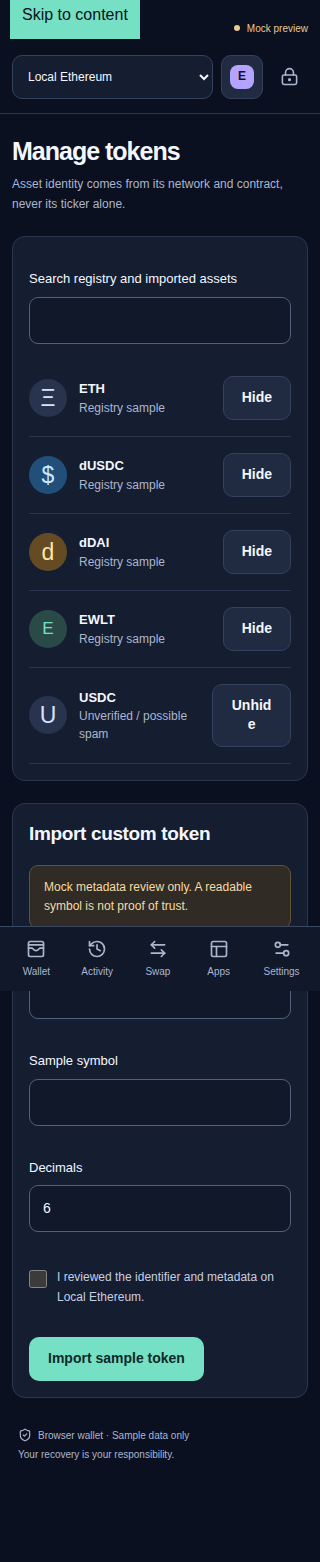 Skip to content
Mock preview
Local Ethereum
E
Manage tokens
Asset identity comes from its network and contract,
never its ticker alone.
Search registry and imported assets
Ξ
ETH
Registry sample
Hide
$
dUSDC
Registry sample
Hide
d
dDAI
Registry sample
Hide
E
EWLT
Registry sample
Hide
U
USDC
Unverified / possible
spam
Unhid
e
Import custom token
Mock metadata review only. A readable
symbol is not proof of trust.
Wallet
Activity
Swap
Apps
Settings
Sample symbol
Decimals
6
I reviewed the identifier and metadata on
Local Ethereum.
Import sample token
Browser wallet · Sample data only
Your recovery is your responsibility.